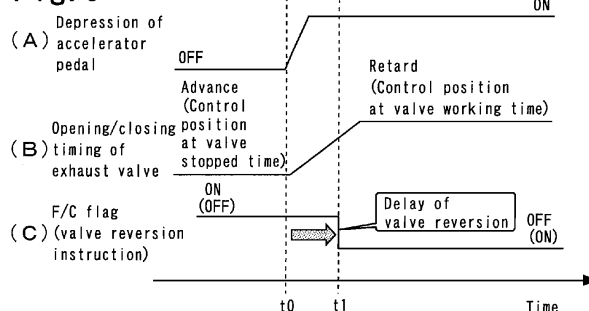 ON
(A) Depression of
accelerator
pedal
OFF
Advance
(Control
position
at valve
stopped time)
Retard
(Control position
at valve working time)
(B) Opening/closing
timing of
exhaust valve
ON
(OFF)
(C) F/C flag
(valve reversion
instruction)
Delay of
valve reversion
OFF
(ON)
t0 t1 Time